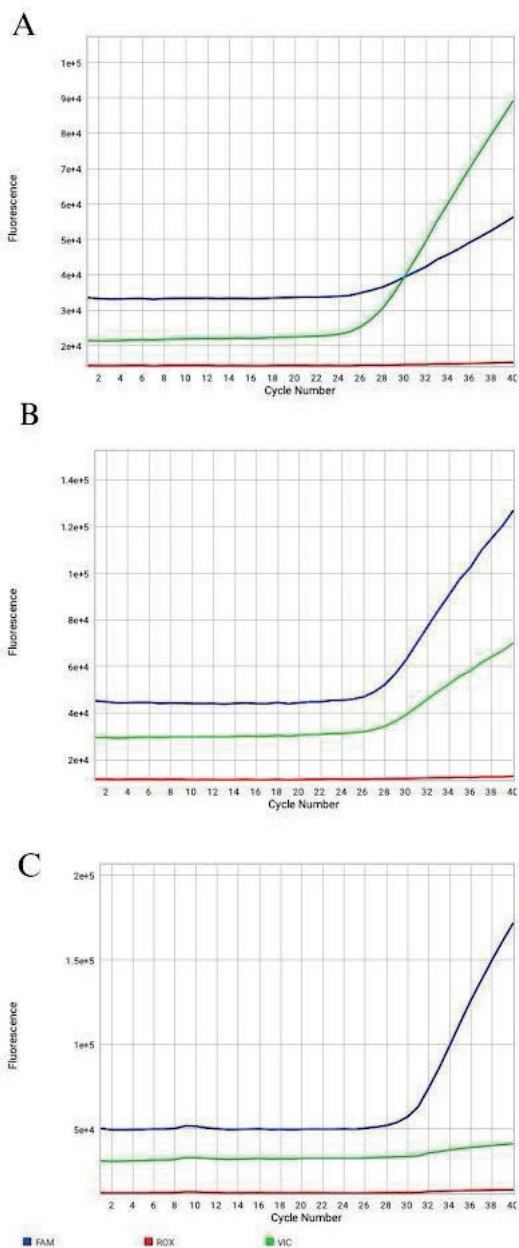 A
1e+5
9e+4
8e+4
7e+4
6e+4
5e+4
4e+4
3e+4
2e+4
Fluorescence
2 4 6 8 10 12 14 16 18 20 22 24 26 28 30 32 34 36 38 40
Cycle Number
B
1.4e+5
1.2e+5
1e+5
8e+4
6e+4
4e+4
2e+4
Fluorescence
2 4 6 8 10 12 14 16 18 20 22 24 26 28 30 32 34 36 38 40
Cycle Number
C
2e+5
1.5e+5
1e+5
5e+4
Fluorescence
2 4 6 8 10 12 14 16 18 20 22 24 26 28 30 32 34 36 38 40
Cycle Number
FAM ROX VIC